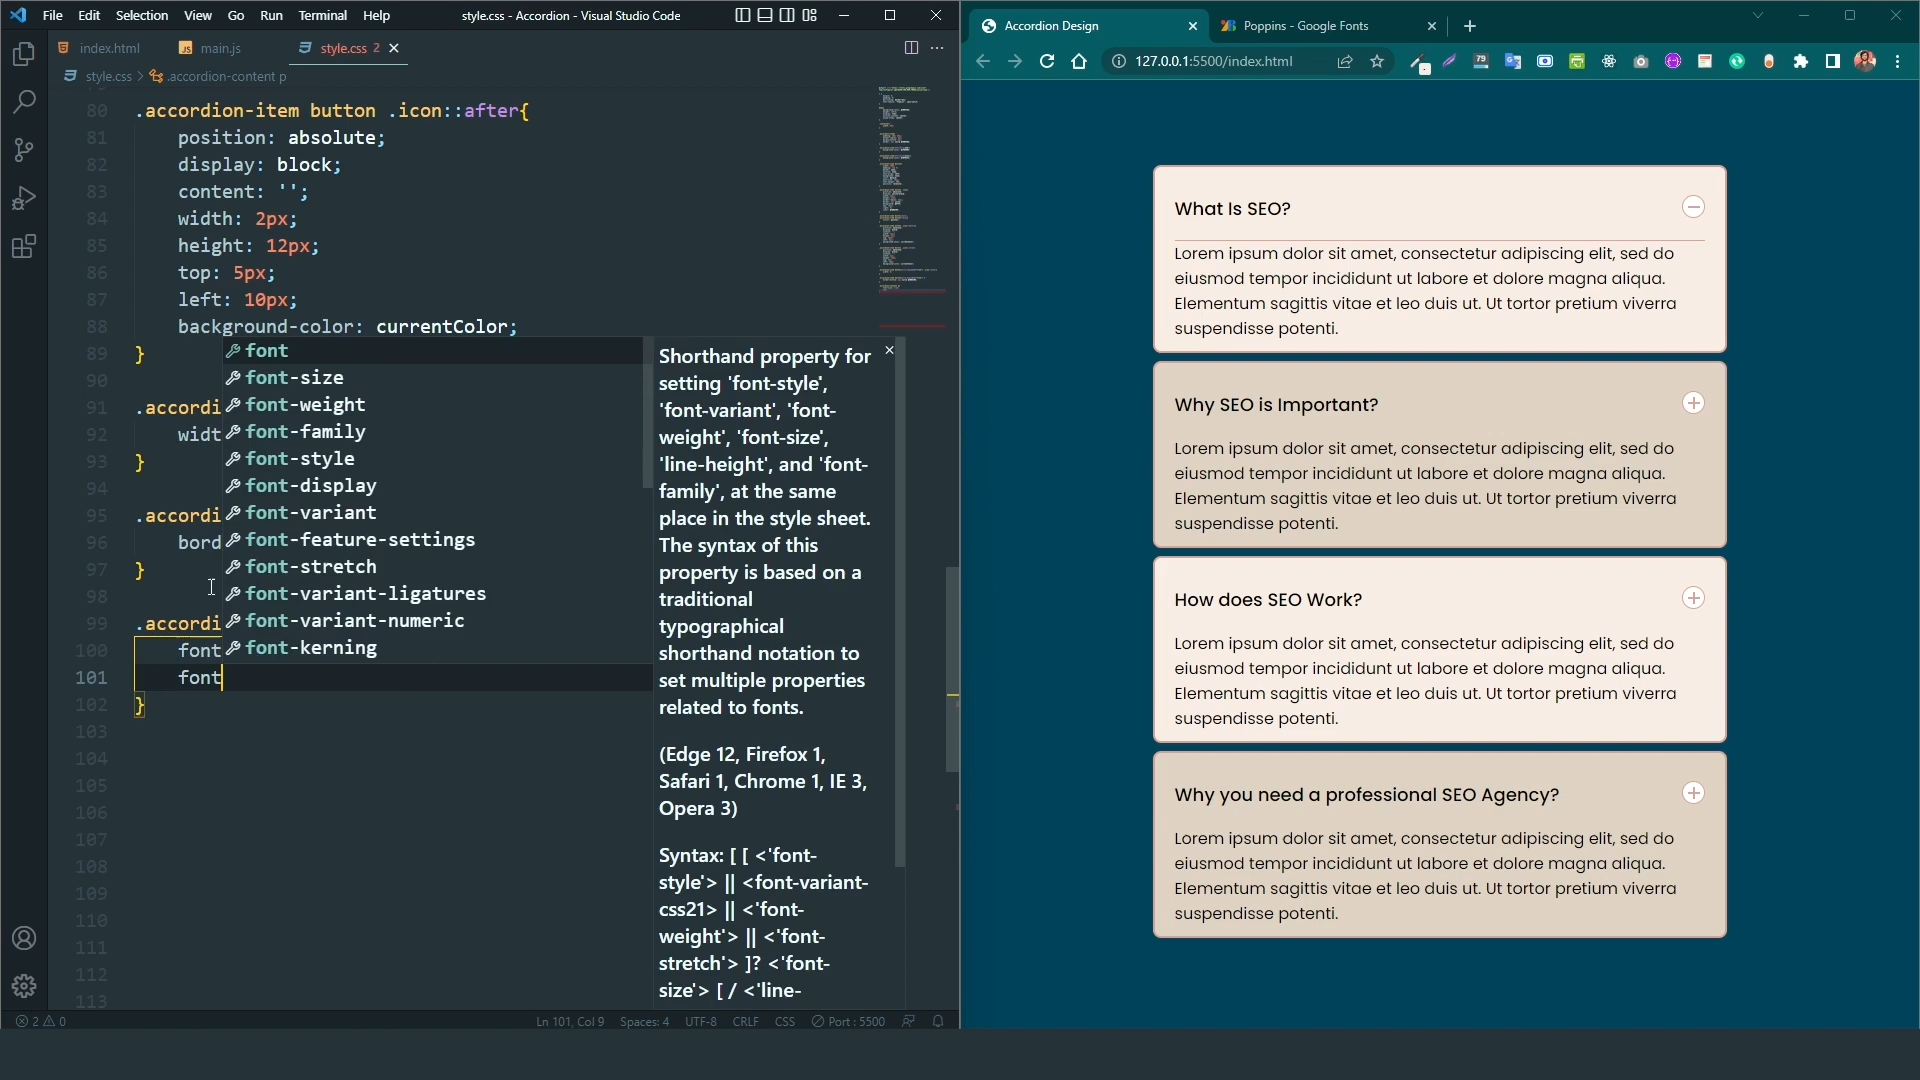 File Edit Selection View Go Run Terminal Help
style.css - Accordion - Visual Studio Code
index.html
JS main.js
style.css 2
style.css > .accordion-content p
80 .accordion-item button .icon::after{
81 position: absolute;
82 display: block;
83 content: '';
84 width: 2px;
85 height: 12px;
86 top: 5px;
87 left: 10px;
88 background-color: currentColor;
89 }
90
91 .accordi
92 widt
93 }
94
95 .accordi
96 bord
97 }
98
99 .accordi
100 font
101 font
102 }
103
104
105
106
107
108
109
110
111
112
113
font
font-size
font-weight
font-family
font-style
font-display
font-variant
font-feature-settings
font-stretch
font-variant-ligatures
font-variant-numeric
font-kerning
Shorthand property for
setting 'font-style',
'font-variant', 'font-
weight', 'font-size',
'line-height', and 'font-
family', at the same
place in the style sheet.
The syntax of this
property is based on a
traditional
typographical
shorthand notation to
set multiple properties
related to fonts.
(Edge 12, Firefox 1,
Safari 1, Chrome 1, IE 3,
Opera 3)
Syntax: [ [ <'font-
style'> || <font-variant-
css21> || <'font-
weight'> || <'font-
stretch'> ]? <'font-
size'> [ / <'line-
2 0
Ln 101, Col 9 Spaces: 4 UTF-8 CRLF CSS Port : 5500
Accordion Design
Poppins - Google Fonts
127.0.0.1:5500/index.html
79
What Is SEO?
Lorem ipsum dolor sit amet, consectetur adipiscing elit, sed do
eiusmod tempor incididunt ut labore et dolore magna aliqua.
Elementum sagittis vitae et leo duis ut. Ut tortor pretium viverra
suspendisse potenti.
Why SEO is Important?
Lorem ipsum dolor sit amet, consectetur adipiscing elit, sed do
eiusmod tempor incididunt ut labore et dolore magna aliqua.
Elementum sagittis vitae et leo duis ut. Ut tortor pretium viverra
suspendisse potenti.
How does SEO Work?
Lorem ipsum dolor sit amet, consectetur adipiscing elit, sed do
eiusmod tempor incididunt ut labore et dolore magna aliqua.
Elementum sagittis vitae et leo duis ut. Ut tortor pretium viverra
suspendisse potenti.
Why you need a professional SEO Agency?
Lorem ipsum dolor sit amet, consectetur adipiscing elit, sed do
eiusmod tempor incididunt ut labore et dolore magna aliqua.
Elementum sagittis vitae et leo duis ut. Ut tortor pretium viverra
suspendisse potenti.